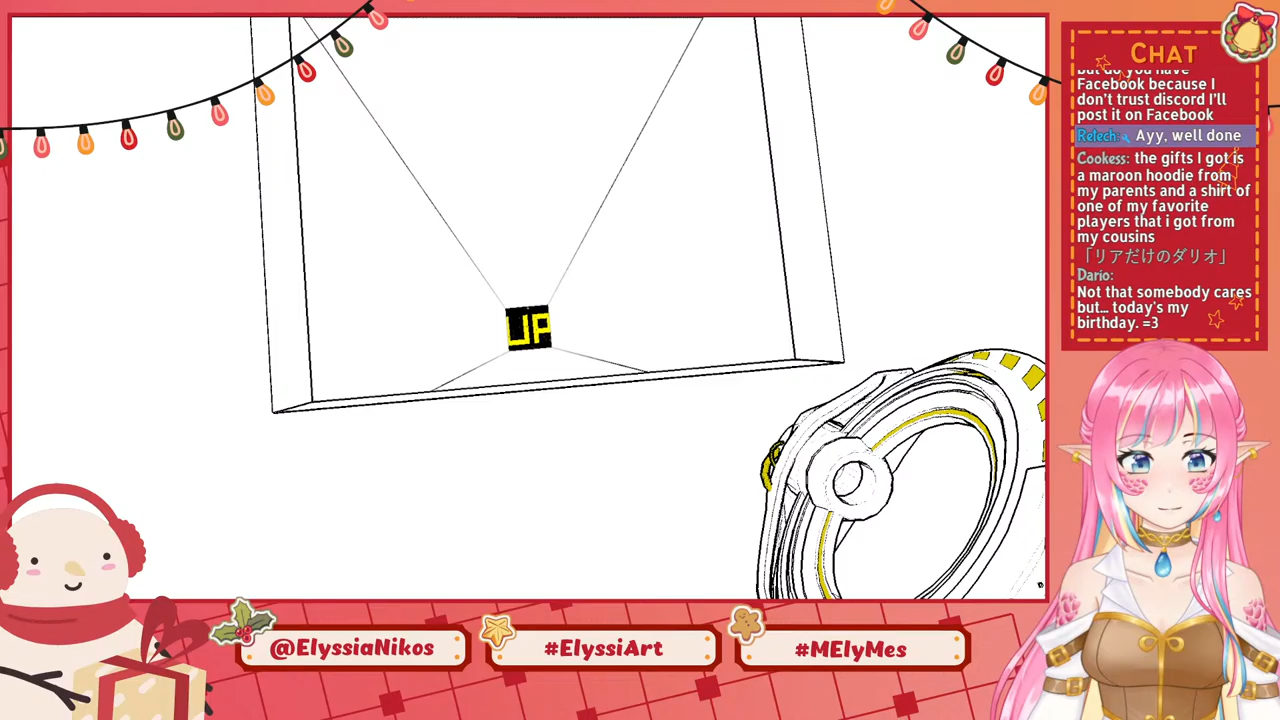 CHAT
but do you have
Facebook because I
don't trust discord I'll
post it on Facebook
Retech: Ayy, well done
Cookess: the gifts I got is
a maroon hoodie from
my parents and a shirt of
one of my favorite
players that i got from
my cousins
「リアだけのダリオ」
Dario:
Not that somebody cares
but... today's my
birthday. =3
UP
@ElyssiaNikos
#ElyssiArt
#MElyMes